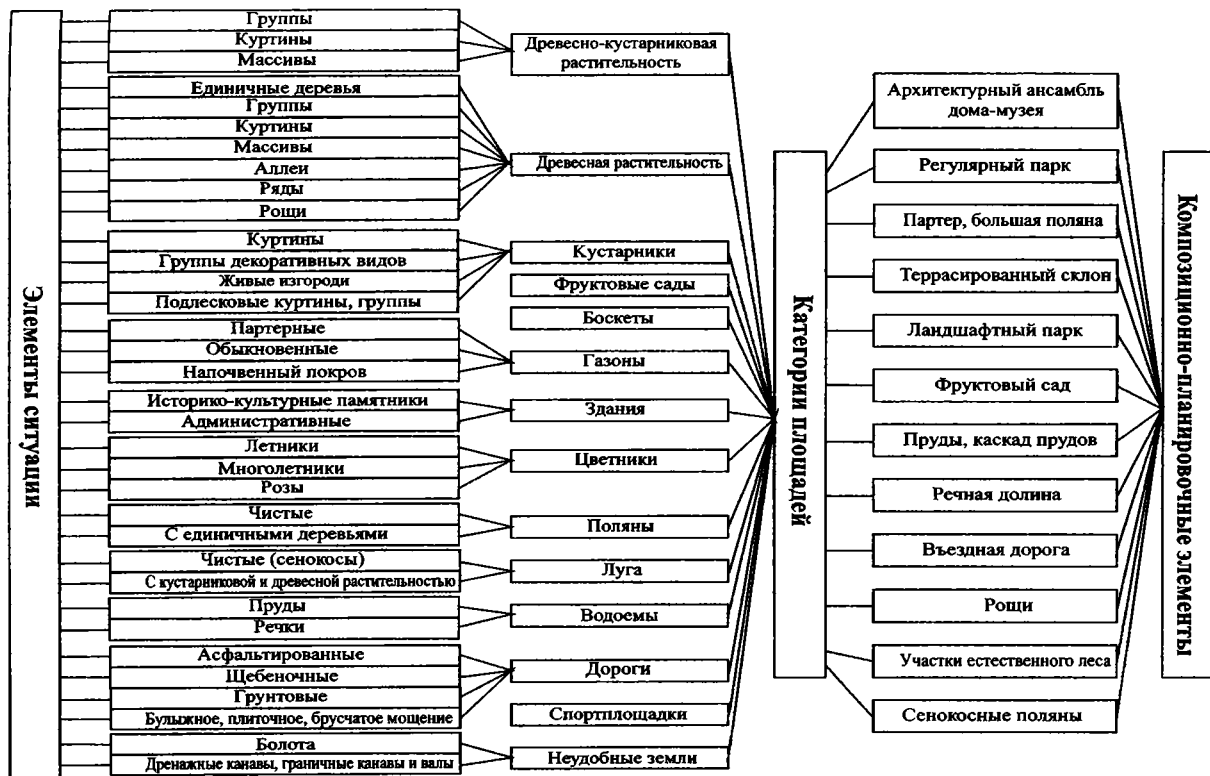 Элементы ситуации
Группы
Куртины
Массивы
Единичные деревья
Группы
Куртины
Массивы
Аллеи
Ряды
Рощи
Куртины
Группы декоративных видов
Живые изгороди
Подлесковые куртины, группы
Партерные
Обыкновенные
Напочвенный покров
Историко-культурные памятники
Административные
Летники
Многолетники
Розы
Чистые
С единичными деревьями
Чистые (сенокосы)
С кустарниковой и древесной растительностью
Пруды
Речки
Асфальтированные
Щебеночные
Грунтовые
Булыжное, плиточное, брусчатое мощение
Болота
Дренажные канавы, граничные канавы и валы
Древесно-кустарниковая
растительность
Древесная растительность
Кустарники
Фруктовые сады
Боскеты
Газоны
Здания
Цветники
Поляны
Луга
Водоемы
Дороги
Спортплощадки
Неудобные земли
Категории площадей
Архитектурный ансамбль
дома-музея
Регулярный парк
Партер, большая поляна
Террасированный склон
Ландшафтный парк
Фруктовый сад
Пруды, каскад прудов
Речная долина
Въездная дорога
Рощи
Участки естественного леса
Сенокосные поляны
Композиционно-планировочные элементы